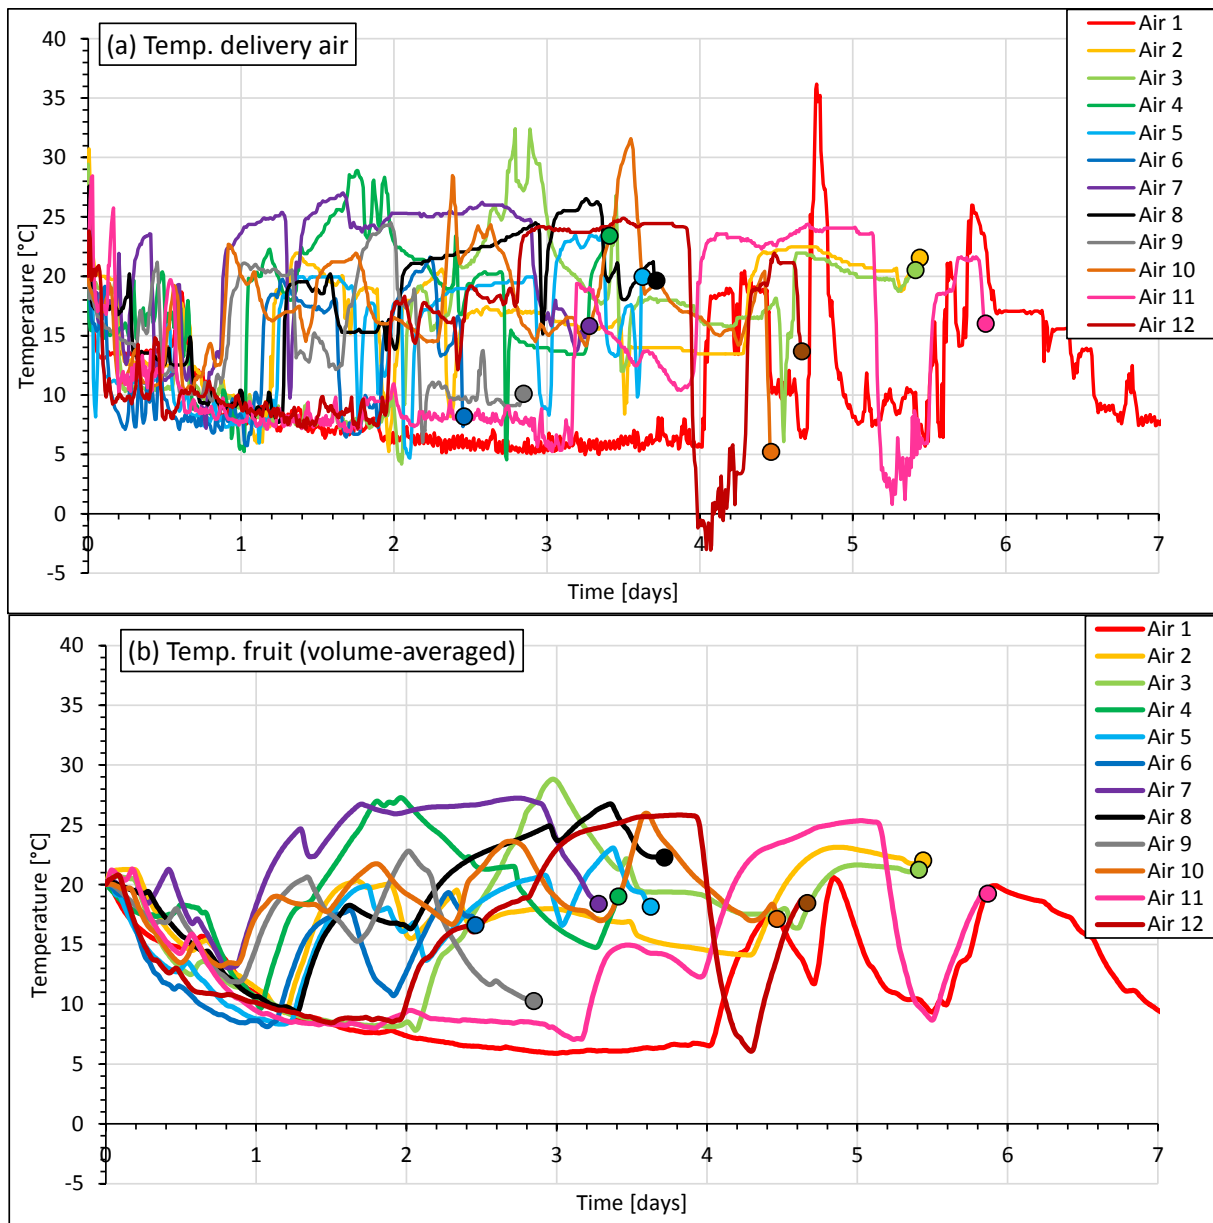 (a) Temp. delivery air
40
35
30
25
20
15
10
5
0
-5
Temperature [°C]
0 1 2 3 4 5 6 7
Time [days]
Air 1
Air 2
Air 3
Air 4
Air 5
Air 6
Air 7
Air 8
Air 9
Air 10
Air 11
Air 12
(b) Temp. fruit (volume-averaged)
40
35
30
25
20
15
10
5
0
-5
Temperature [°C]
0 1 2 3 4 5 6 7
Time [days]
Air 1
Air 2
Air 3
Air 4
Air 5
Air 6
Air 7
Air 8
Air 9
Air 10
Air 11
Air 12